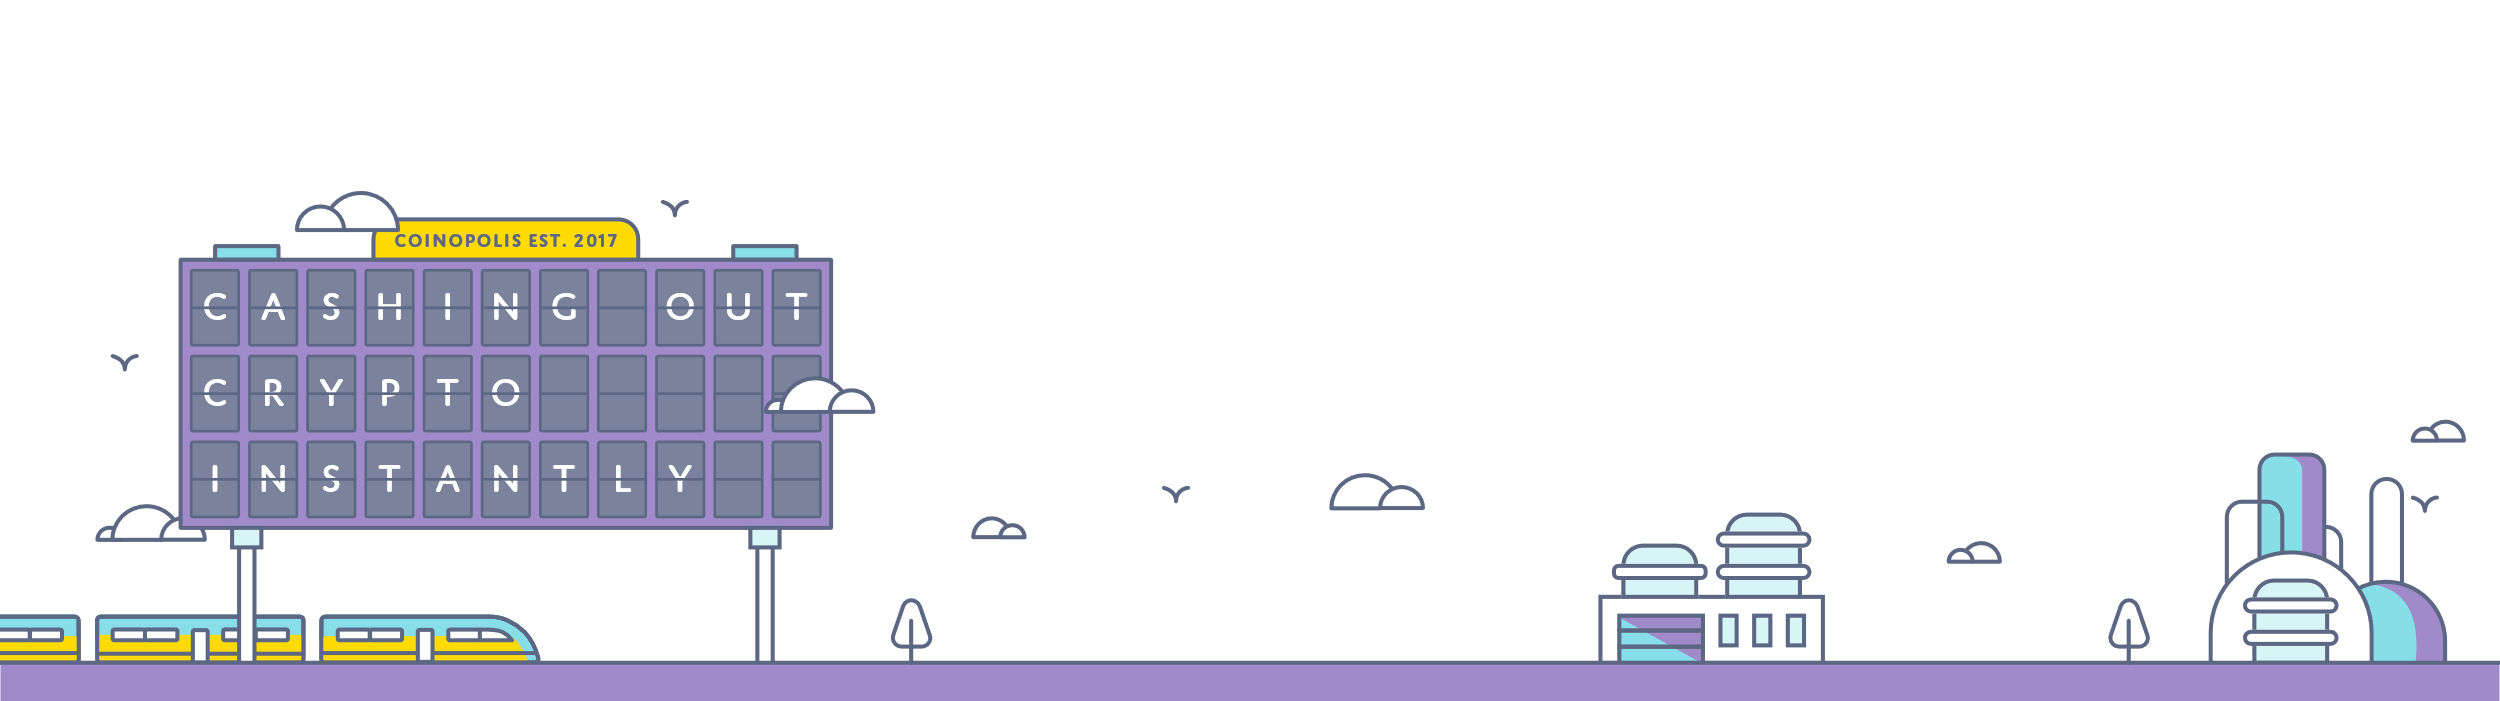 COINOPOLIS EST. 2017
CASHING OUT
CRYPTO
INSTANTLY